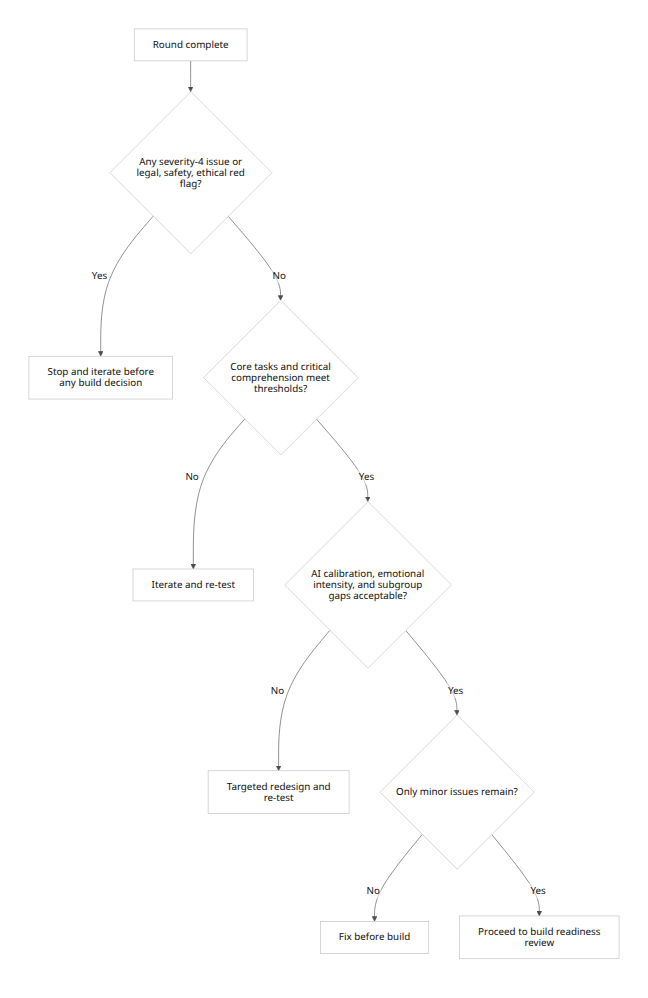 Round complete
Any severity-4 issue or
legal, safety, ethical red
flag?
Yes
No
Stop and iterate before
any build decision
Core tasks and critical
comprehension meet
thresholds?
No
Yes
Iterate and re-test
AI calibration, emotional
intensity, and subgroup
gaps acceptable?
No
Yes
Targeted redesign and
re-test
Only minor issues remain?
No
Yes
Fix before build
Proceed to build readiness
review